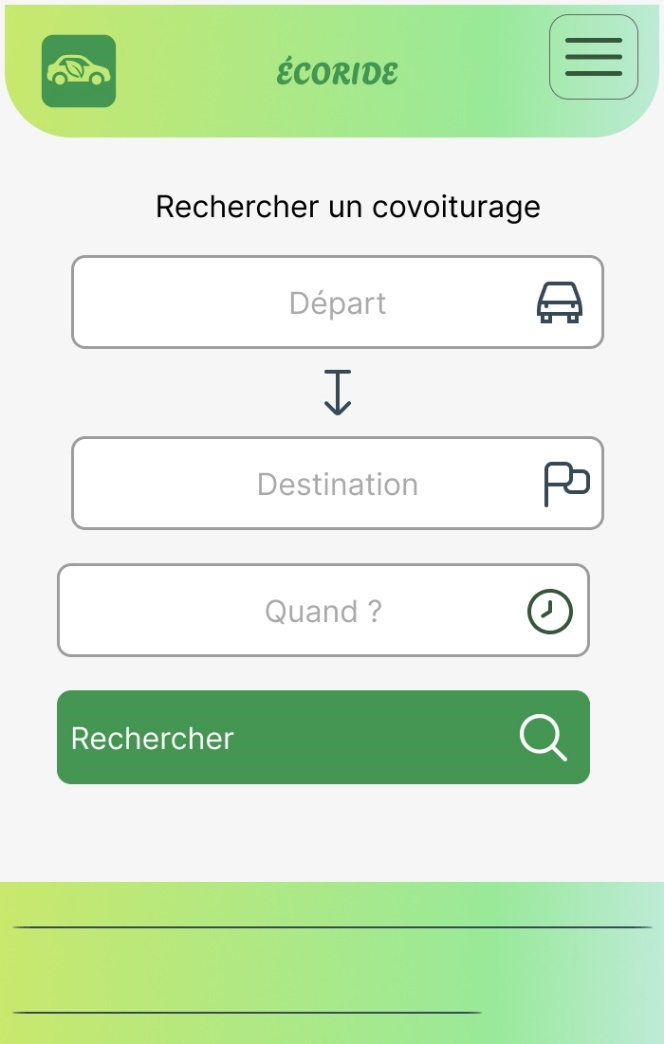 ÉCORIDE
Rechercher un covoiturage
Départ
Destination
Quand ?
Rechercher